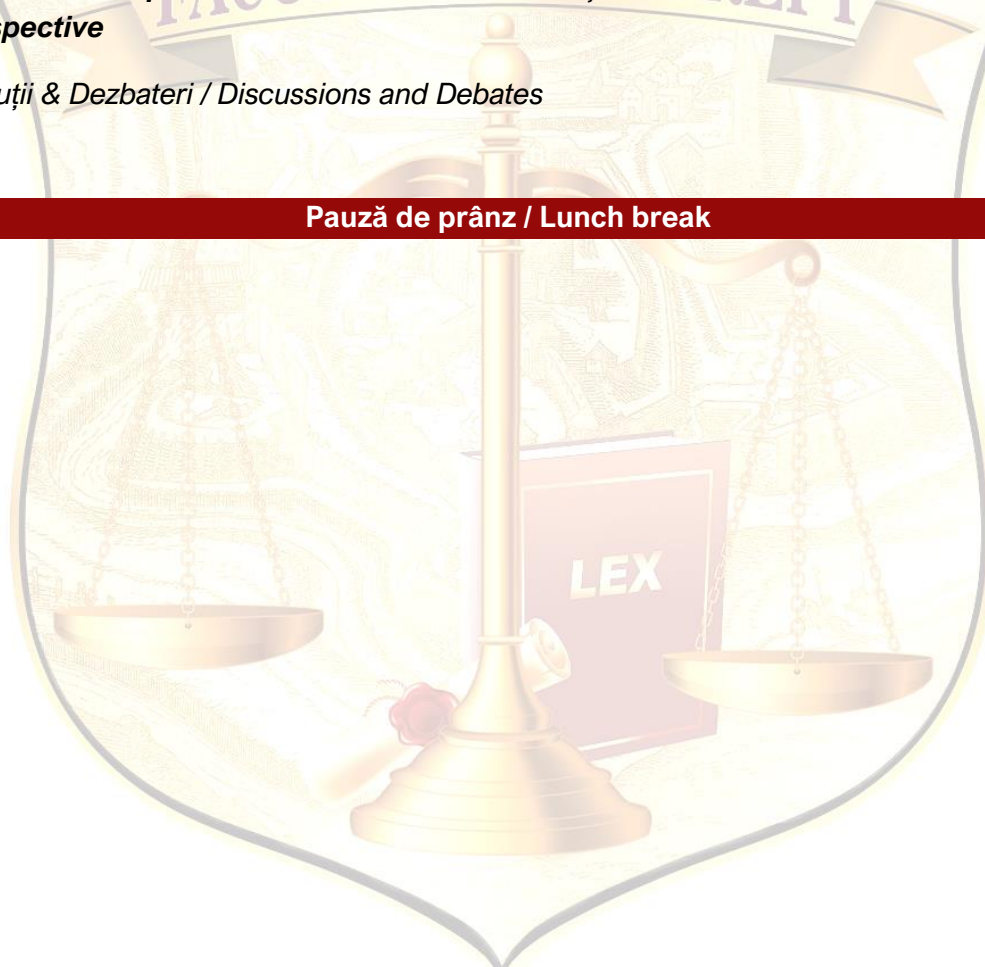 spective
uții & Dezbateri / Discussions and Debates
Pauză de prânz / Lunch break
LEX